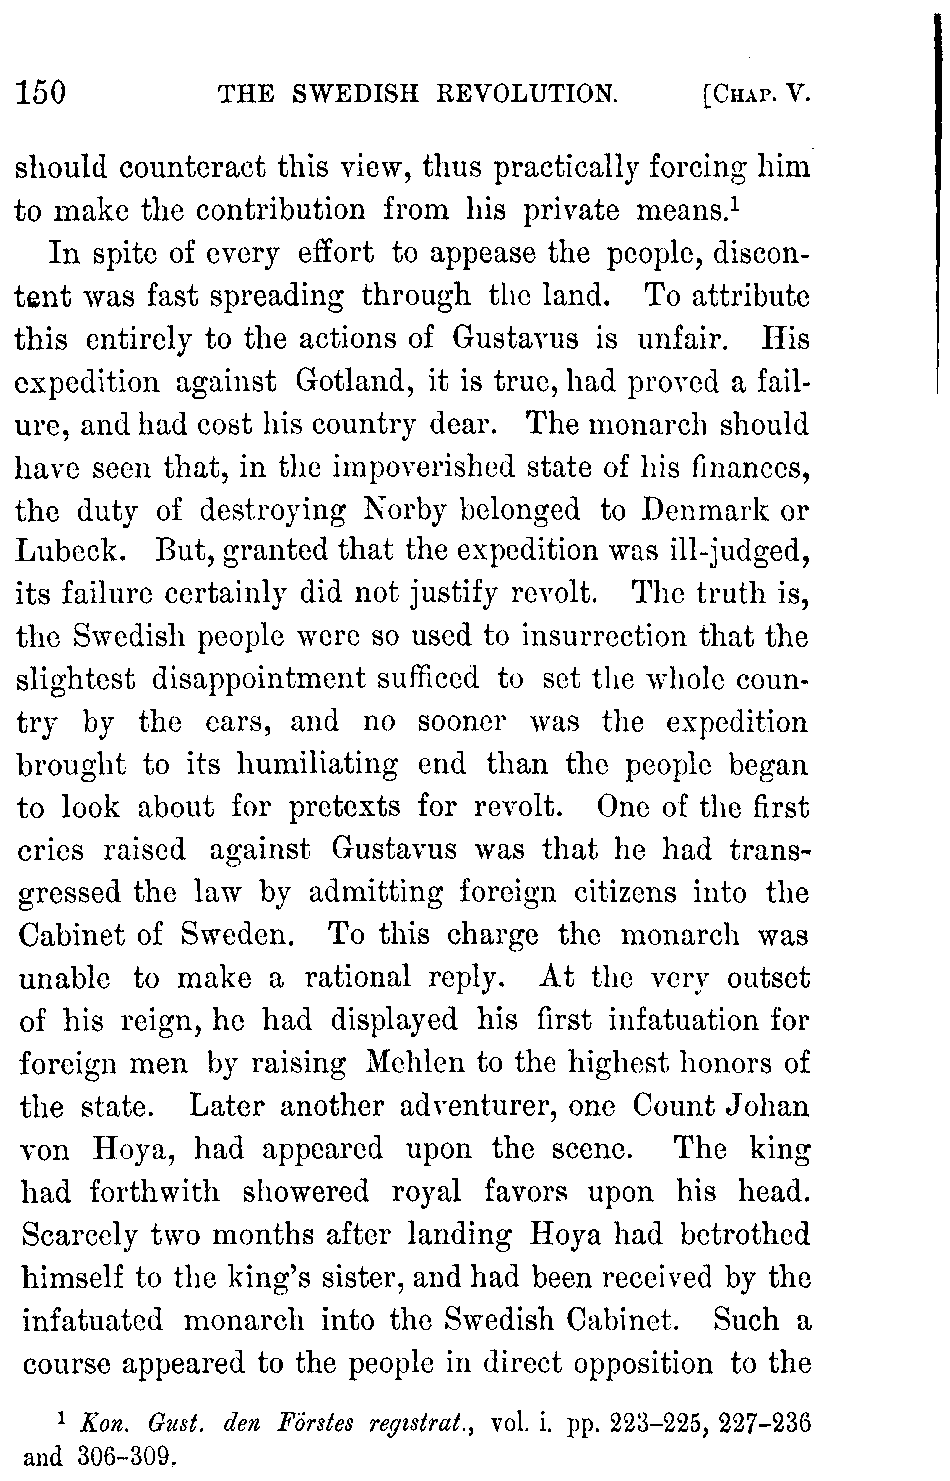 150 THE SWEDISH REVOLUTION. [CHAP. V.
should counteract this view, thus practically forcing him
to make the contribution from his private means.¹
In spite of every effort to appease the people, discon-
tent was fast spreading through the land. To attribute
this entirely to the actions of Gustavus is unfair. His
expedition against Gotland, it is true, had proved a fail-
ure, and had cost his country dear. The monarch should
have seen that, in the impoverished state of his finances,
the duty of destroying Norby belonged to Denmark or
Lubeck. But, granted that the expedition was ill-judged,
its failure certainly did not justify revolt. The truth is,
the Swedish people were so used to insurrection that the
slightest disappointment sufficed to set the whole coun-
try by the ears, and no sooner was the expedition
brought to its humiliating end than the people began
to look about for pretexts for revolt. One of the first
cries raised against Gustavus was that he had trans-
gressed the law by admitting foreign citizens into the
Cabinet of Sweden. To this charge the monarch was
unable to make a rational reply. At the very outset
of his reign, he had displayed his first infatuation for
foreign men by raising Mehlen to the highest honors of
the state. Later another adventurer, one Count Johan
von Hoya, had appeared upon the scene. The king
had forthwith showered royal favors upon his head.
Scarcely two months after landing Hoya had betrothed
himself to the king's sister, and had been received by the
infatuated monarch into the Swedish Cabinet. Such a
course appeared to the people in direct opposition to the
¹ Kon. Gust. den Förstes registrat., vol. i. pp. 223–225, 227–236
and 306–309.